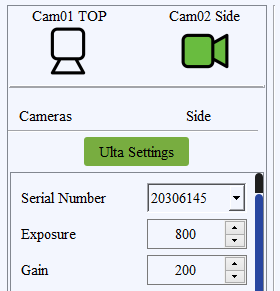 Cam01 TOP Cam02 Side
Cameras Side
Ulta Settings
Serial Number 20306145
Exposure 800
Gain 200